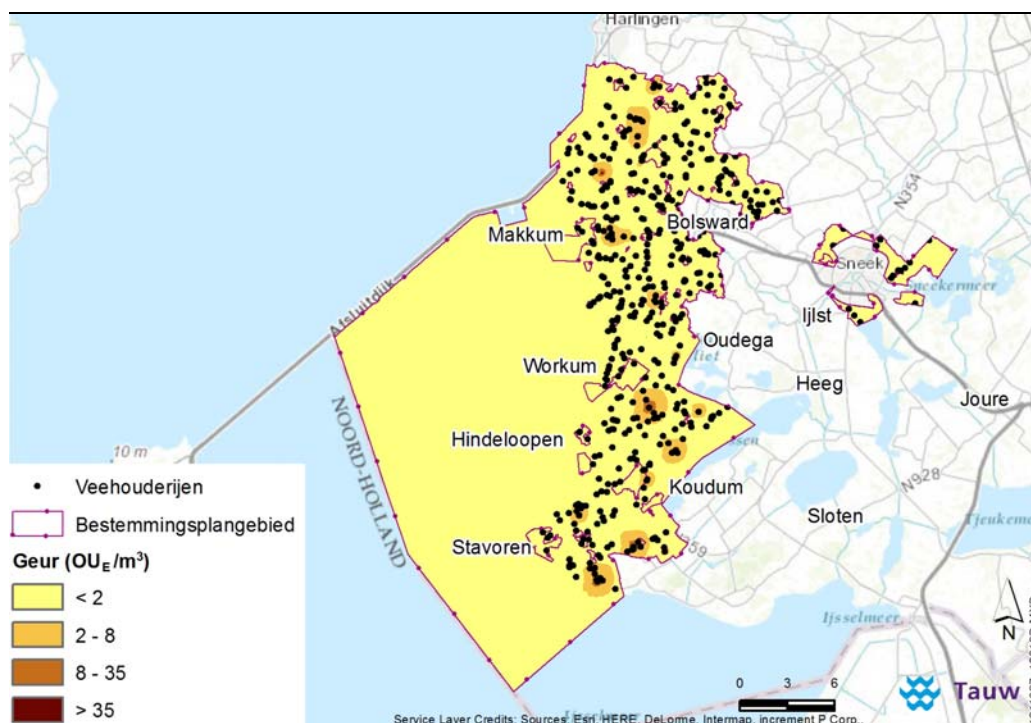 Harlingen
N354
Bolsward
Makkum
Sneek
Afsluitdijk
Sneekermeer
Ijlst
Oudega
Workum
Heeg
Joure
Hindeloopen
10 m
NOORD-HOLLAND
Koudum
N928
Sloten
Stavoren
Tjeukemeer
IJsselmeer
N
0 3 6
Tauw
Veehouderijen
Bestemmingsplangebied
Geur (OU_E /m³)
< 2
2 - 8
8 - 35
> 35
Service Layer Credits: Sources: Esri, HERE, DeLorme, Intermap, increment P Corp.,